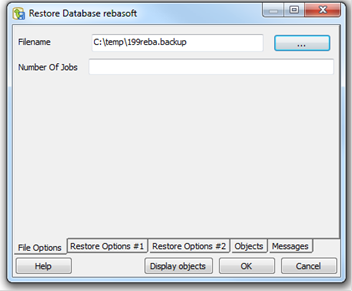 Restore Database rebasoft
Filename C:\temp\199reba.backup ...
Number Of Jobs
File Options Restore Options #1 Restore Options #2 Objects Messages
Help Display objects OK Cancel